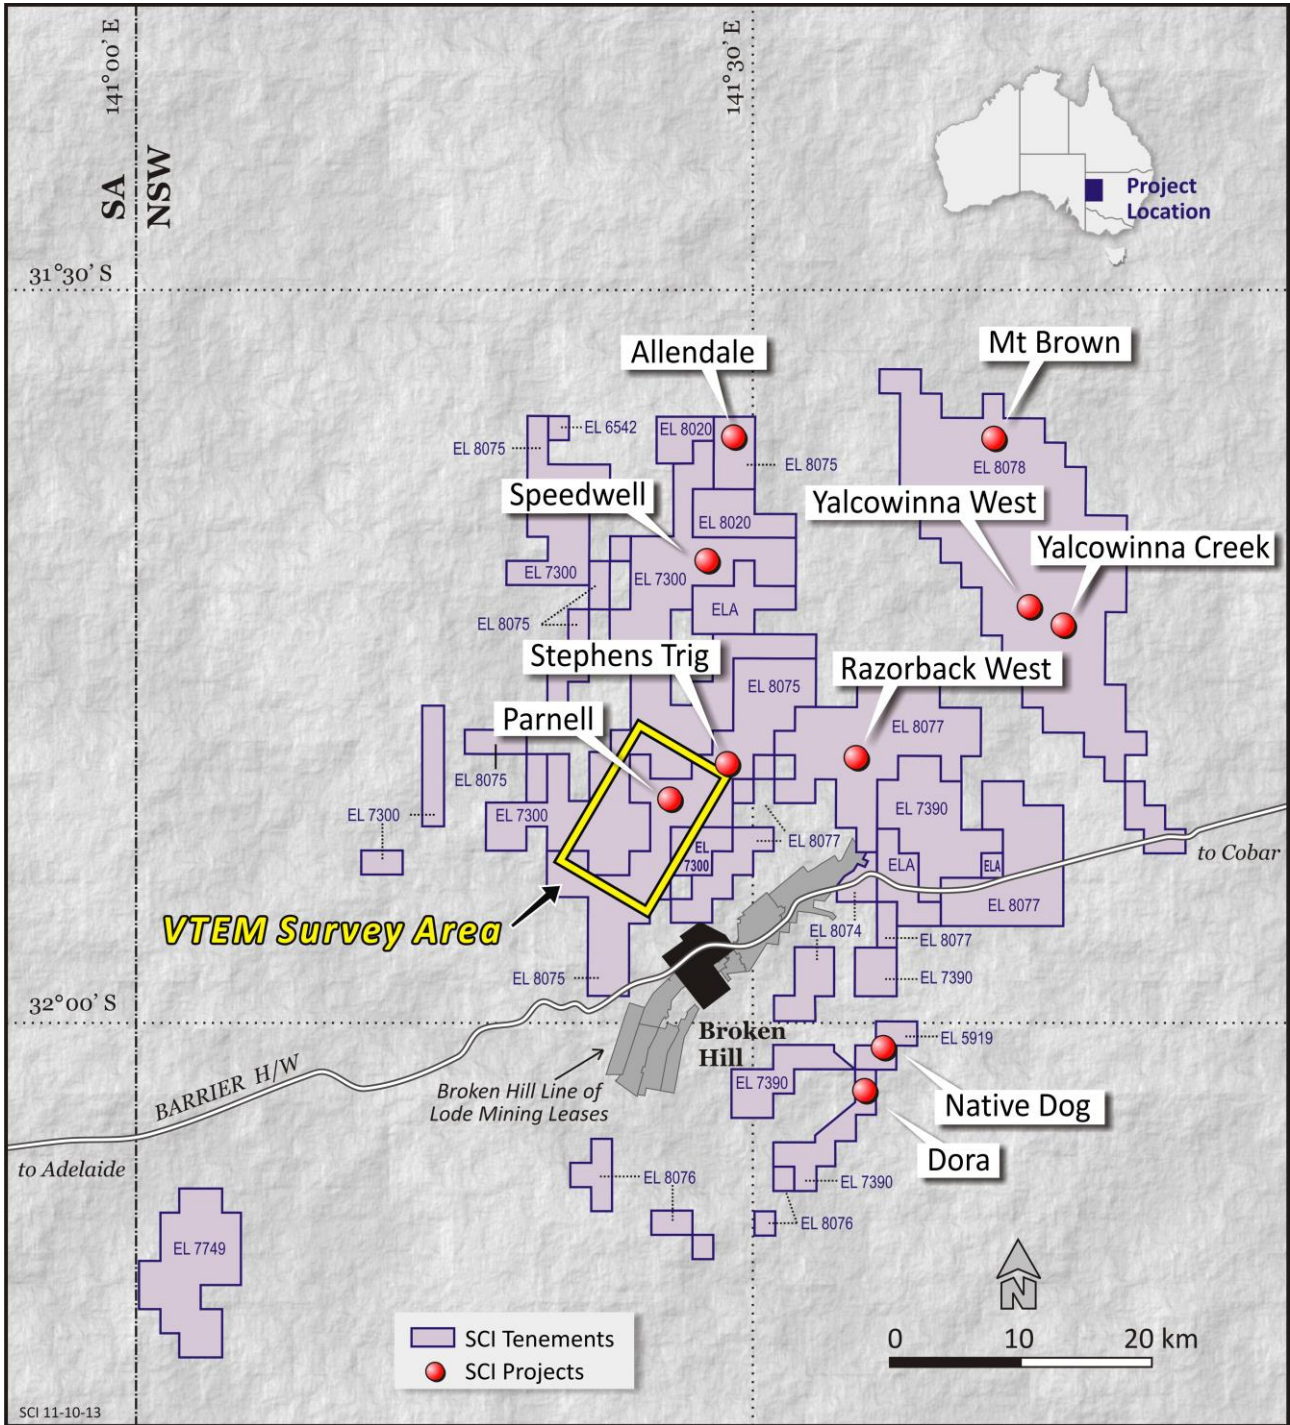 141°00' E
141°30' E
SA
NSW
Project
Location
31°30' S
Allendale
Mt Brown
EL 6542
EL 8020
EL 8075
EL 8075
EL 8078
Speedwell
Yalcowinna West
EL 8020
Yalcowinna Creek
EL 7300
EL 7300
ELA
EL 8075
Stephens Trig
Razorback West
EL 8075
Parnell
EL 8077
EL 8075
EL 7300
EL 7300
EL 7390
EL 8077
EL
7300
ELA
ELA
to Cobar
VTEM Survey Area
EL 8077
EL 8074
EL 8077
EL 8075
EL 7390
32°00' S
Broken
Hill
EL 5919
BARRIER H/W
Broken Hill Line of
Lode Mining Leases
EL 7390
Native Dog
Dora
to Adelaide
EL 8076
EL 7390
EL 8076
EL 7749
N
SCI Tenements
SCI Projects
0 10 20 km
SCI 11-10-13